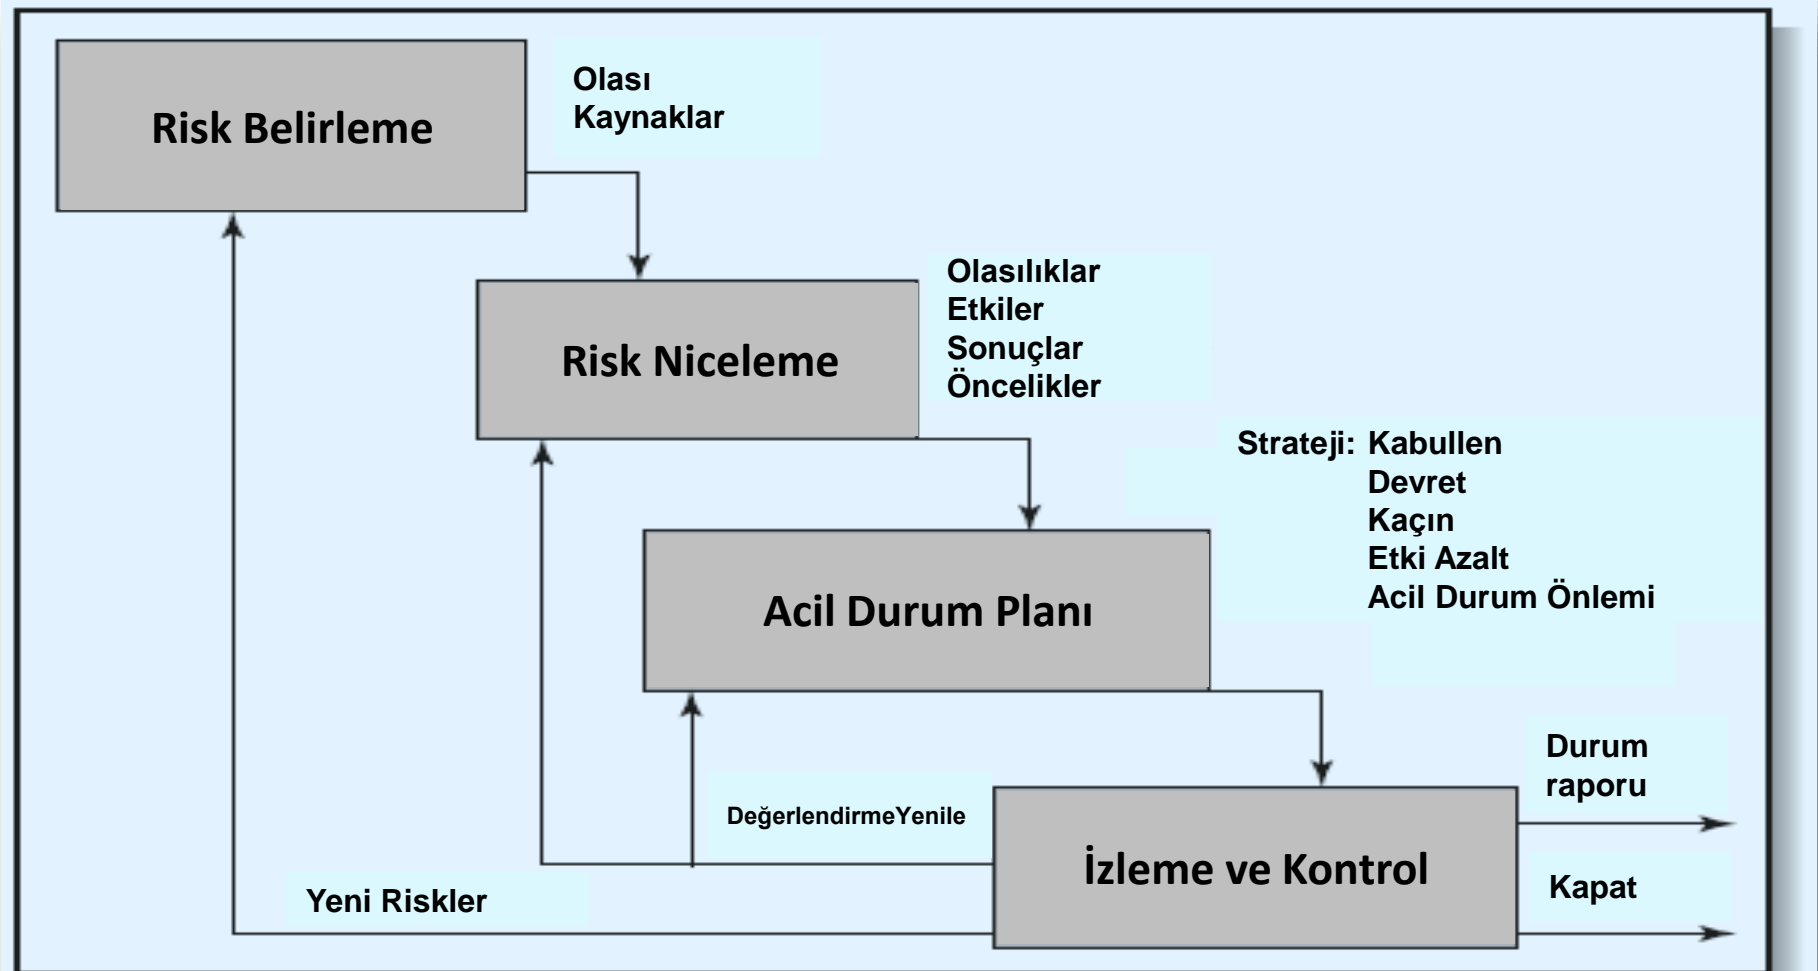 Olası
Kaynaklar
Risk Belirleme
Olasılıklar
Etkiler
Sonuçlar
Öncelikler
Risk Niceleme
Strateji: Kabullen
Devret
Kaçın
Etki Azalt
Acil Durum Önlemi
Acil Durum Planı
Durum
raporu
DeğerlendirmeYenile
İzleme ve Kontrol
Kapat
Yeni Riskler